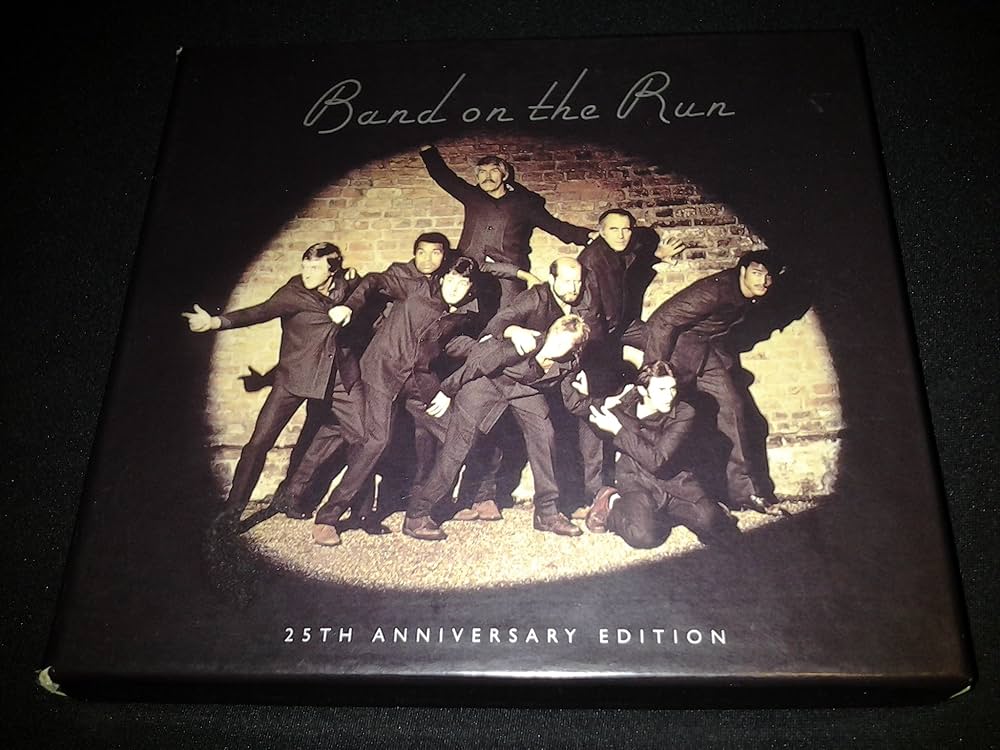 Band on the Run
25TH ANNIVERSARY EDITION